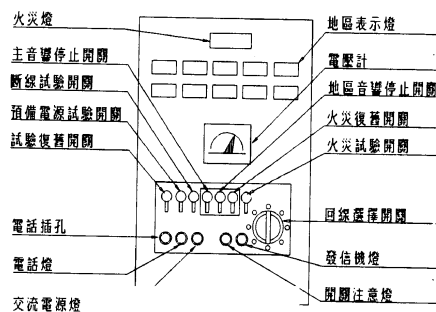 火災燈
主音響停止開關
斷線試驗開關
預備電源試驗開關
試驗復舊開關
電話插孔
電話燈
交流電源燈
地區表示燈
電壓計
地區音響停止開關
火災復舊開關
火災試驗開關
回線選擇開關
發信機燈
開關注意燈